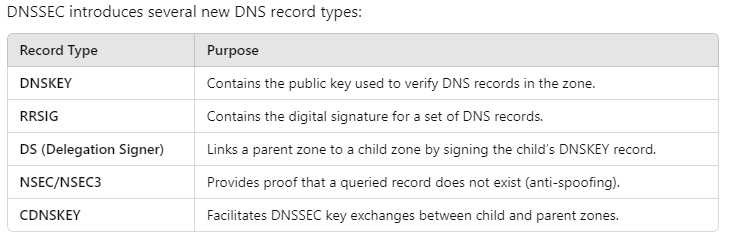 DNSSEC introduces several new DNS record types:
Record Type Purpose
DNSKEY Contains the public key used to verify DNS records in the zone.
RRSIG Contains the digital signature for a set of DNS records.
DS (Delegation Signer) Links a parent zone to a child zone by signing the child's DNSKEY record.
NSEC/NSEC3 Provides proof that a queried record does not exist (anti-spoofing).
CDNSKEY Facilitates DNSSEC key exchanges between child and parent zones.